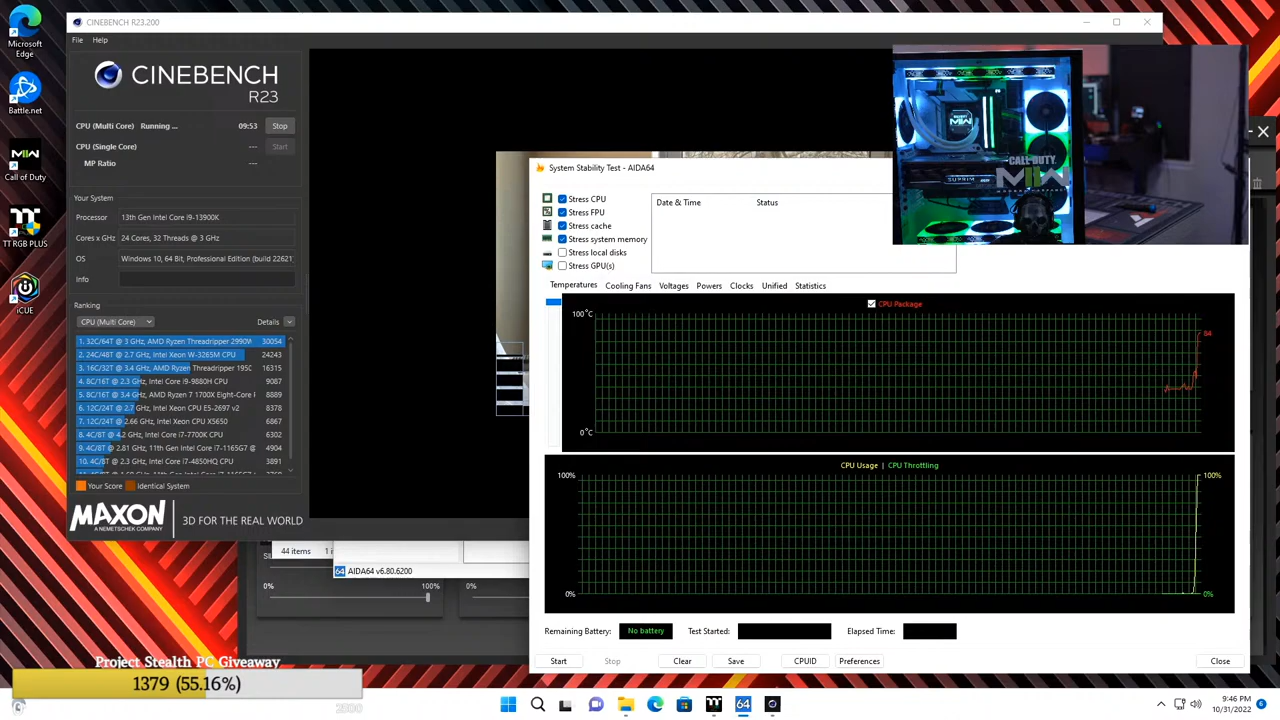 Microsoft
Edge
Battle.net
MW
Call of Duty
TT RGB PLUS
iCUE
CINEBENCH R23.200
File Help
CINEBENCH
R23
CPU (Multi Core) Running ... 09:53 Stop
CPU (Single Core) --- Start
MP Ratio ---
Your System
Processor 13th Gen Intel Core i9-13900K
Cores x GHz 24 Cores, 32 Threads @ 3 GHz
OS Windows 10, 64 Bit, Professional Edition (build 22621
Info
Ranking
CPU (Multi Core) Details
1. 32C/64T @ 3 GHz, AMD Ryzen Threadripper 2990W 30054
2. 24C/48T @ 2.7 GHz, Intel Xeon W-3265M CPU 24243
3. 16C/32T @ 3.4 GHz, AMD Ryzen Threadripper 195 16315
4. 8C/16T @ 2.3 GHz, Intel Core i9-9880H CPU 9087
5. 8C/16T @ 3.4 GHz, AMD Ryzen 7 1700X Eight-Core 8889
6. 12C/24T @ 2.7 GHz, Intel Xeon CPU E5-2697 v2 8378
7. 12C/24T @ 2.66 GHz, Intel Xeon CPU X5650 6867
8. 4C/8T @ 4.2 GHz, Intel Core i7-7700K CPU 6302
9. 4C/8T @ 2.81 GHz, 11th Gen Intel Core i7-1165G7 4904
10. 4C/8T @ 2.3 GHz, Intel Core i7-4850HQ CPU 3891
Your Score Identical System
MAXON
A NEMETSCHEK COMPANY
3D FOR THE REAL WORLD
44 items
64 AIDA64 v6.80.6200
0% 100% 0%
System Stability Test - AIDA64
Stress CPU
Stress FPU
Stress cache
Stress system memory
Stress local disks
Stress GPU(s)
Date & Time Status
Temperatures Cooling Fans Voltages Powers Clocks Unified Statistics
CPU Package
100°C
84
0°C
CPU Usage | CPU Throttling
100% 100%
0% 0%
Remaining Battery: No battery Test Started: Elapsed Time:
Start Stop Clear Save CPUID Preferences Close
CALL OF DUTY
MW
SUPRIM
Project Stealth PC Giveaway
1379 (55.16%)
9:46 PM
10/31/2022
6